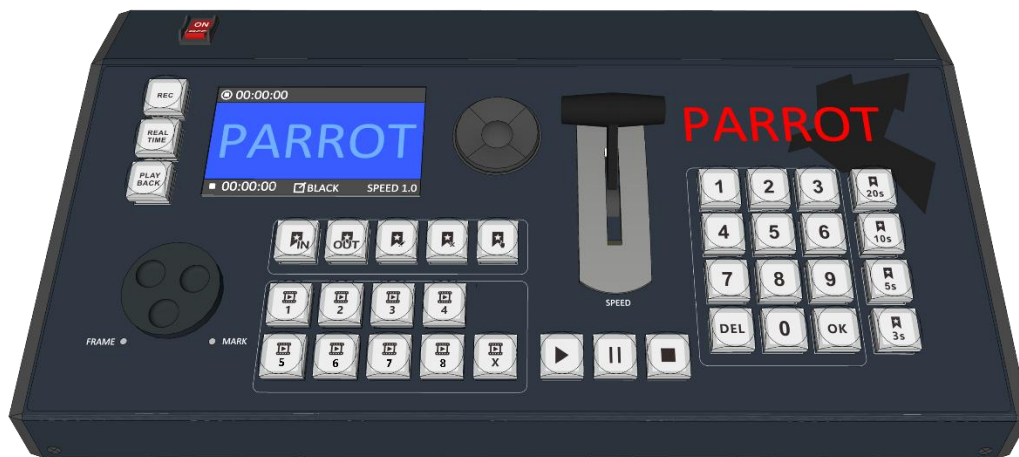 ON
OFF
REC
REAL
TIME
PLAY
BACK
00:00:00
PARROT
00:00:00 BLACK SPEED 1.0
PARROT
IN
OUT
1 2 3 4
5 6 7 8 X
FRAME MARK
SPEED
1 2 3 20s
4 5 6 10s
7 8 9 5s
DEL 0 OK 3s